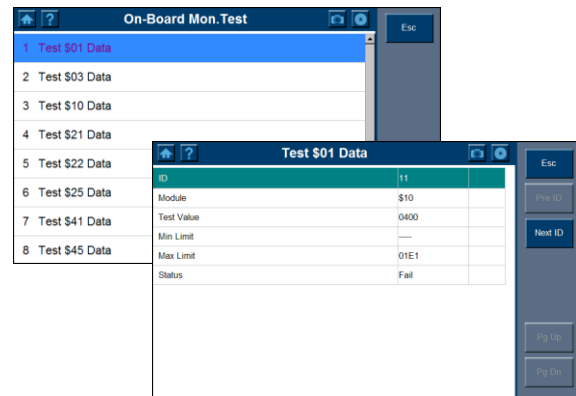 ?
On-Board Mon.Test
Esc
1 Test $01 Data
2 Test $03 Data
3 Test $10 Data
4 Test $21 Data
5 Test $22 Data
6 Test $25 Data
7 Test $41 Data
8 Test $45 Data
?
Test $01 Data
Esc
ID 11
Pre ID
Module $10
Test Value 0400
Next ID
Min Limit ----
Max Limit 01E1
Status Fail
Pg Up
Pg Dn